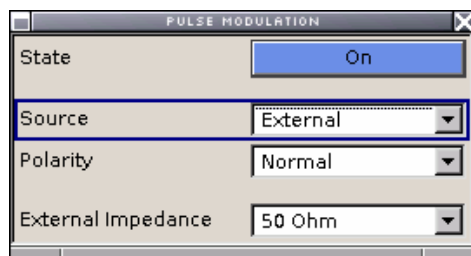 PULSE MODULATION
State On
Source External
Polarity Normal
External Impedance 50 Ohm